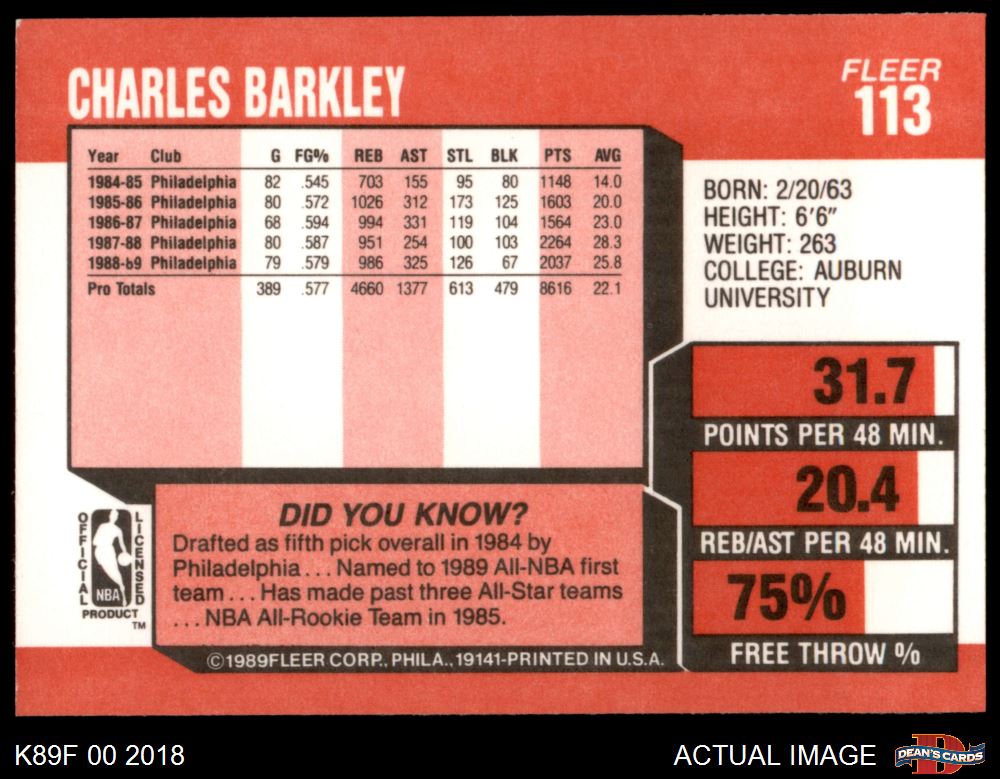 CHARLES BARKLEY
FLEER
113
Year Club G FG% REB AST STL BLK PTS AVG
1984-85 Philadelphia 82 .545 703 155 95 80 1148 14.0
1985-86 Philadelphia 80 .572 1026 312 173 125 1603 20.0
1986-87 Philadelphia 68 .594 994 331 119 104 1564 23.0
1987-88 Philadelphia 80 .587 951 254 100 103 2264 28.3
1988-89 Philadelphia 79 .579 986 325 126 67 2037 25.8
Pro Totals 389 .577 4660 1377 613 479 8616 22.1
BORN: 2/20/63
HEIGHT: 6'6"
WEIGHT: 263
COLLEGE: AUBURN
UNIVERSITY
31.7
POINTS PER 48 MIN.
20.4
REB/AST PER 48 MIN.
75%
FREE THROW %
OFFICIAL LICENSED
NBA
PRODUCT
TM
DID YOU KNOW?
Drafted as fifth pick overall in 1984 by
Philadelphia ... Named to 1989 All-NBA first
team ... Has made past three All-Star teams
... NBA All-Rookie Team in 1985.
©1989FLEER CORP., PHILA., 19141-PRINTED IN U.S.A.
K89F 00 2018
ACTUAL IMAGE
D
DEAN'S CARDS